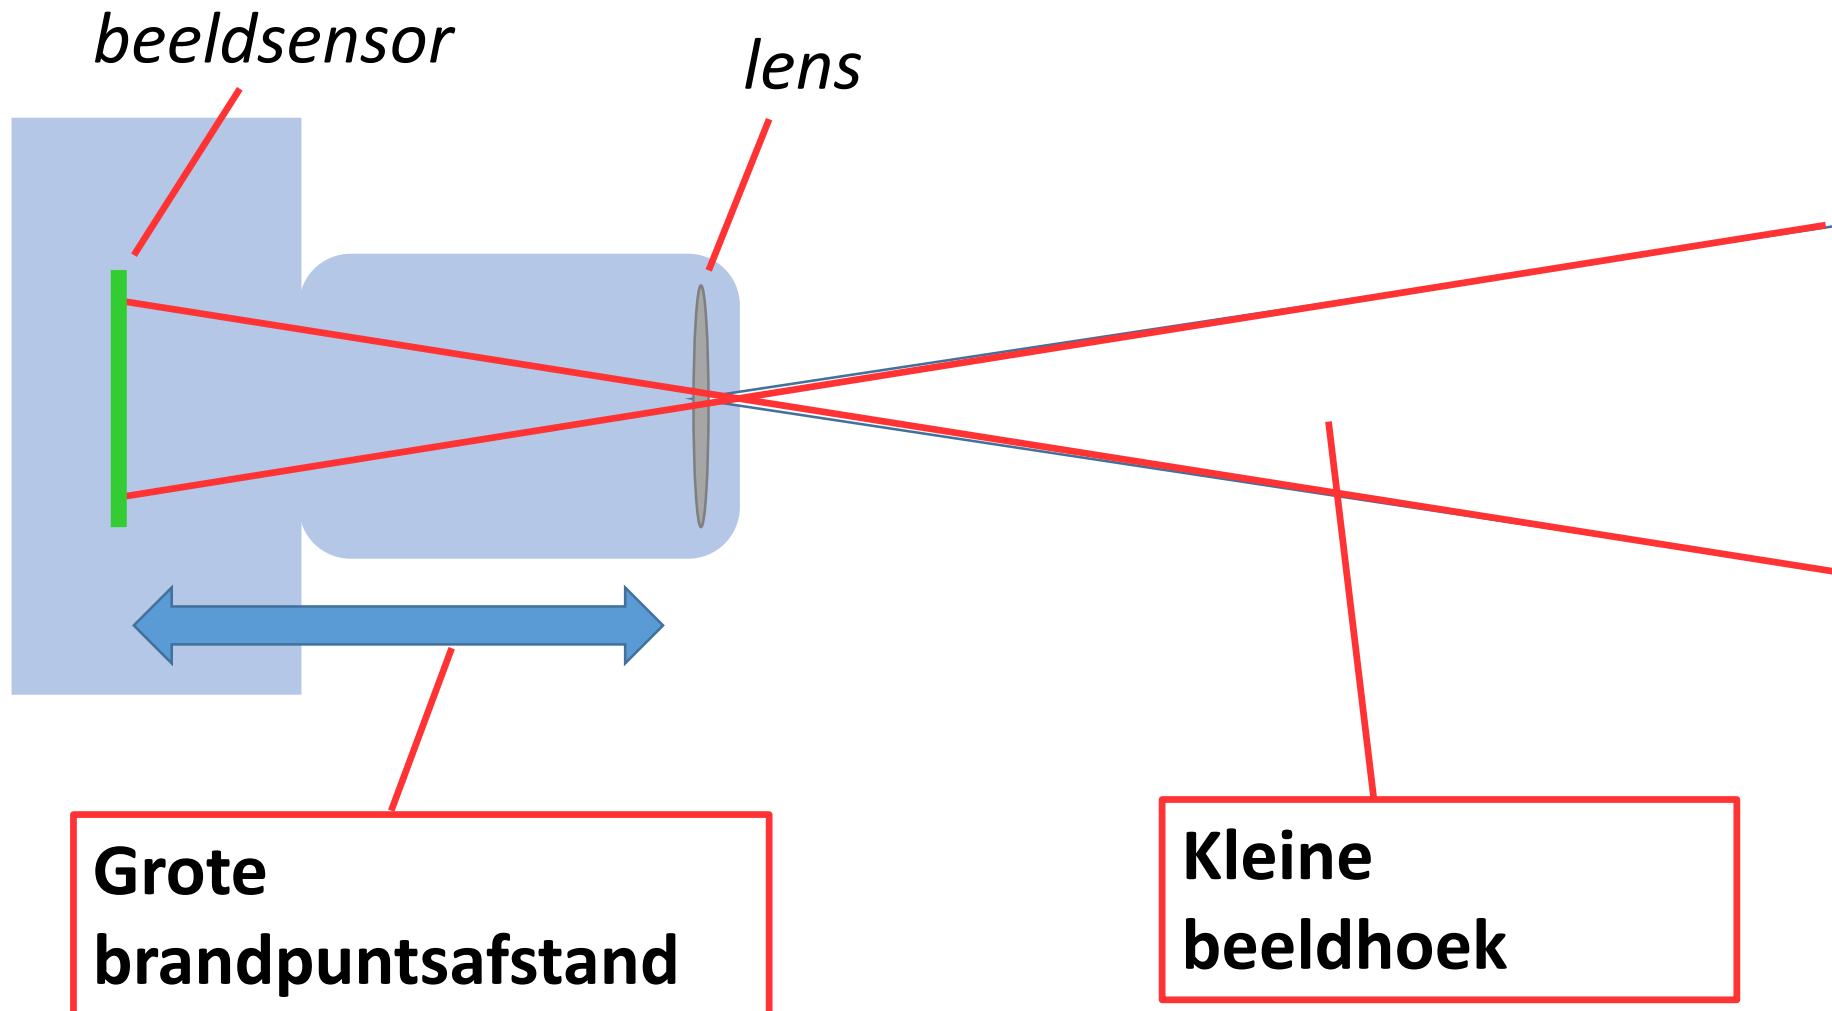 beeldsensor
lens
Grote
brandpuntsafstand
Kleine
beeldhoek